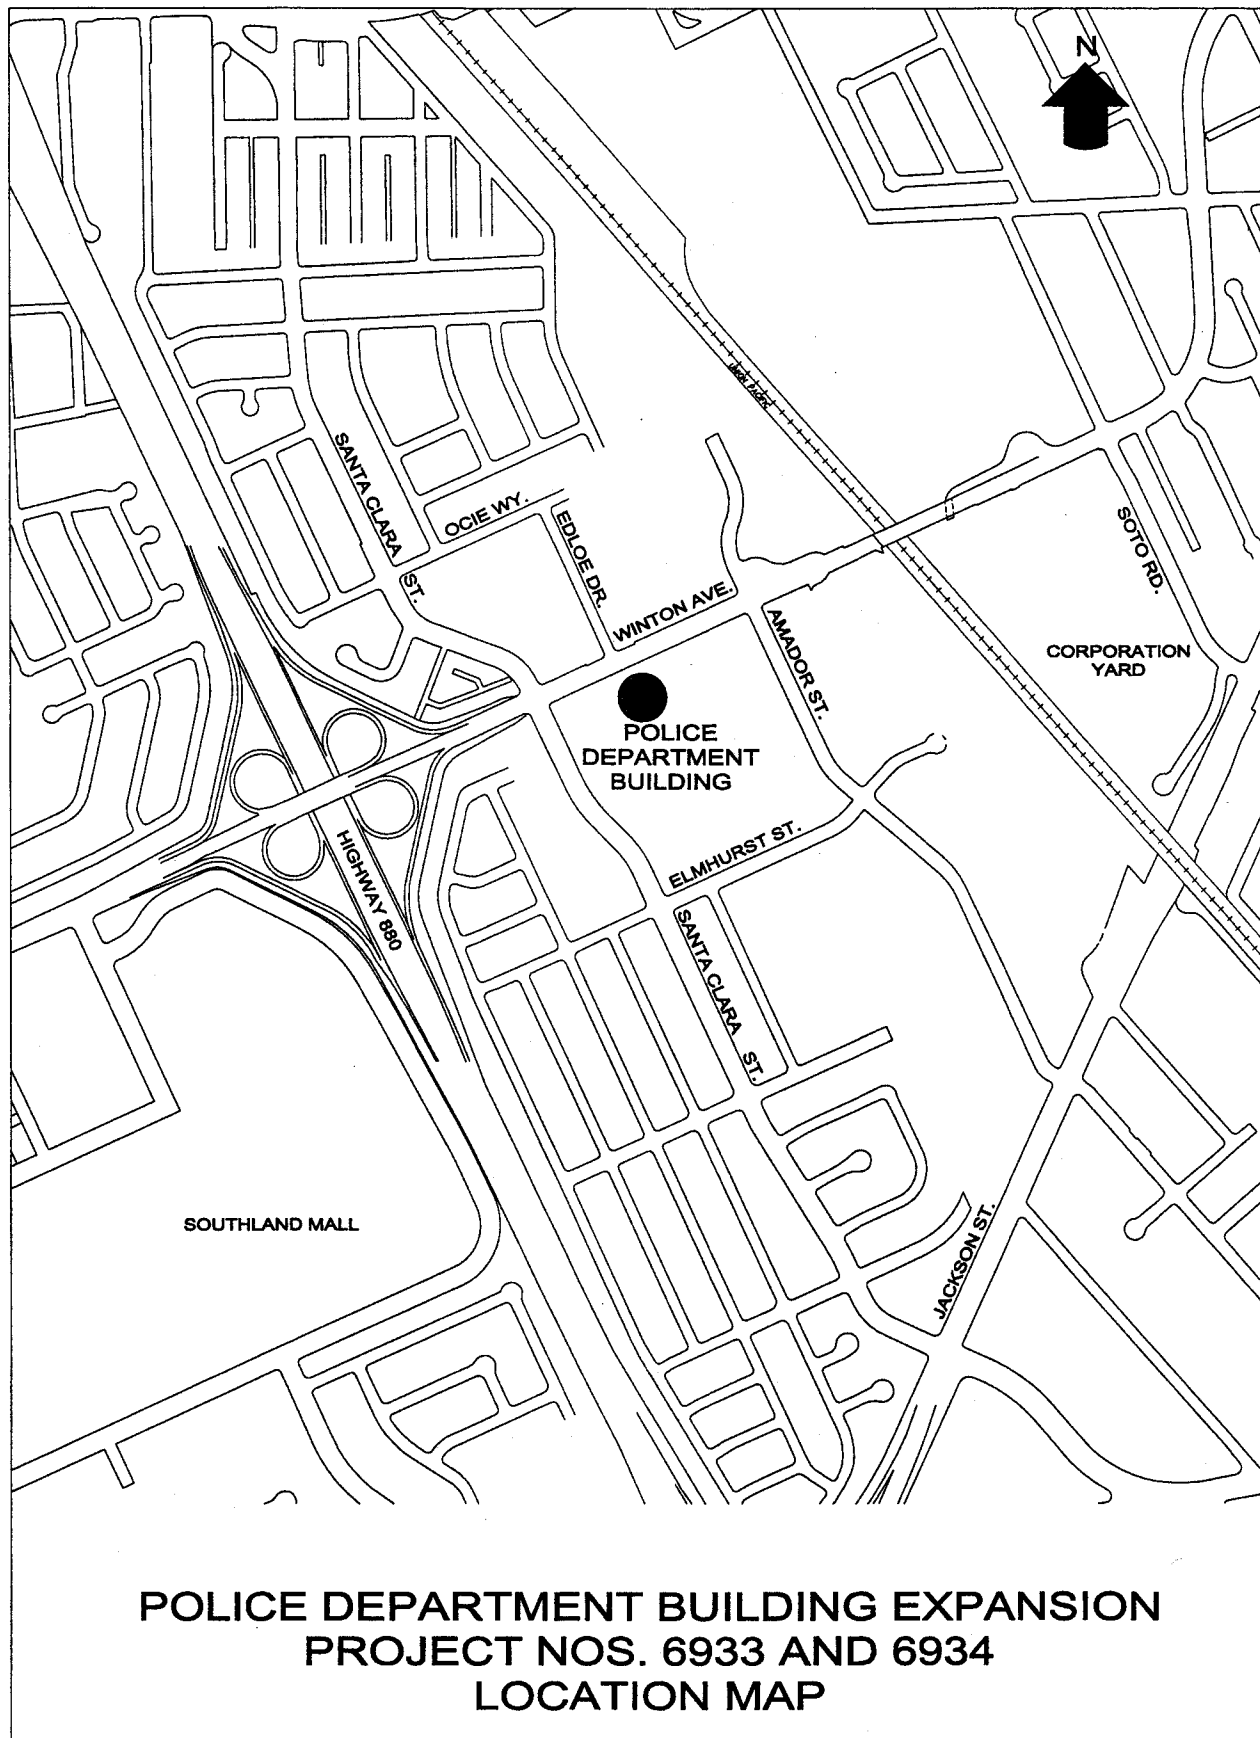 N
UNION PACIFIC
SANTA CLARA
ST.
OCIE WY.
EDLOE DR.
WINTON AVE.
SOTO RD.
AMADOR ST.
CORPORATION
YARD
POLICE
DEPARTMENT
BUILDING
HIGHWAY 880
ELMHURST ST.
SANTA CLARA
ST.
SOUTHLAND MALL
JACKSON ST.
POLICE DEPARTMENT BUILDING EXPANSION
PROJECT NOS. 6933 AND 6934
LOCATION MAP